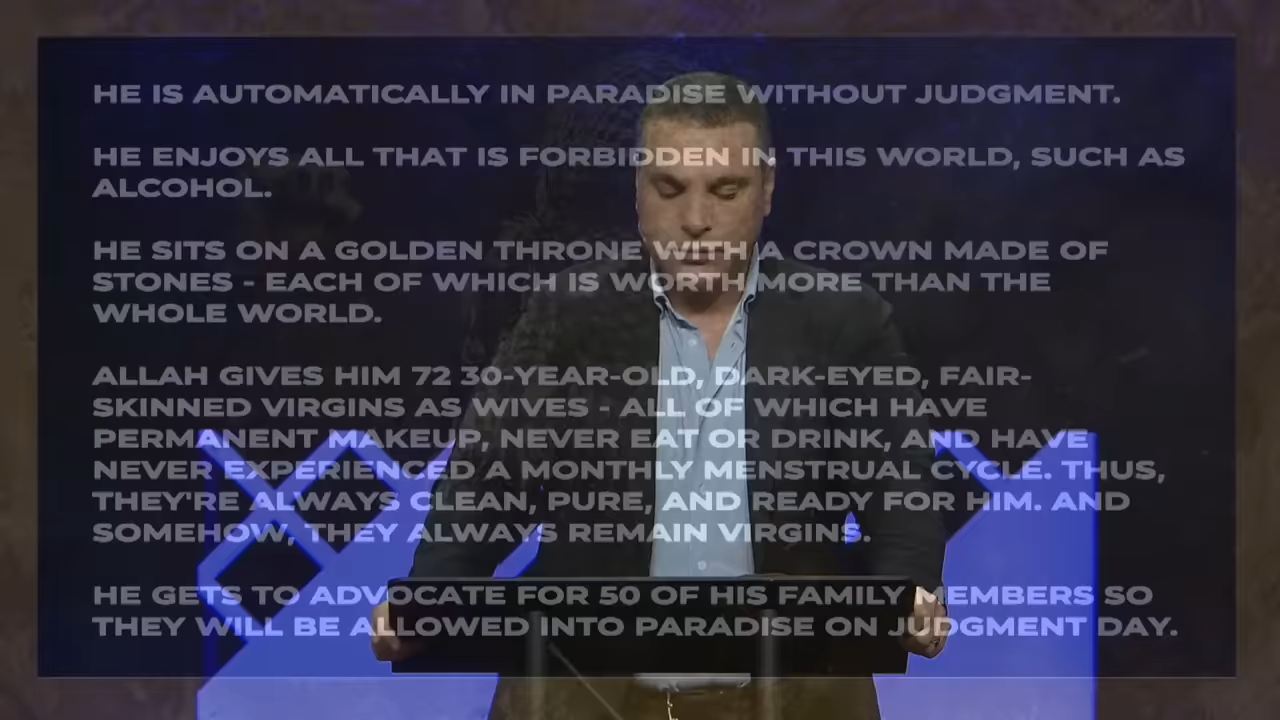 HE IS AUTOMATICALLY IN PARADISE WITHOUT JUDGMENT.
HE ENJOYS ALL THAT IS FORBIDDEN IN THIS WORLD, SUCH AS
ALCOHOL.
HE SITS ON A GOLDEN THRONE WITH A CROWN MADE OF
STONES - EACH OF WHICH IS WORTH MORE THAN THE
WHOLE WORLD.
ALLAH GIVES HIM 72 30-YEAR-OLD, DARK-EYED, FAIR-
SKINNED VIRGINS AS WIVES - ALL OF WHICH HAVE
PERMANENT MAKEUP, NEVER EAT OR DRINK, AND HAVE
NEVER EXPERIENCED A MONTHLY MENSTRUAL CYCLE. THUS,
THEY'RE ALWAYS CLEAN, PURE, AND READY FOR HIM. AND
SOMEHOW, THEY ALWAYS REMAIN VIRGINS.
HE GETS TO ADVOCATE FOR 50 OF HIS FAMILY MEMBERS SO
THEY WILL BE ALLOWED INTO PARADISE ON JUDGMENT DAY.